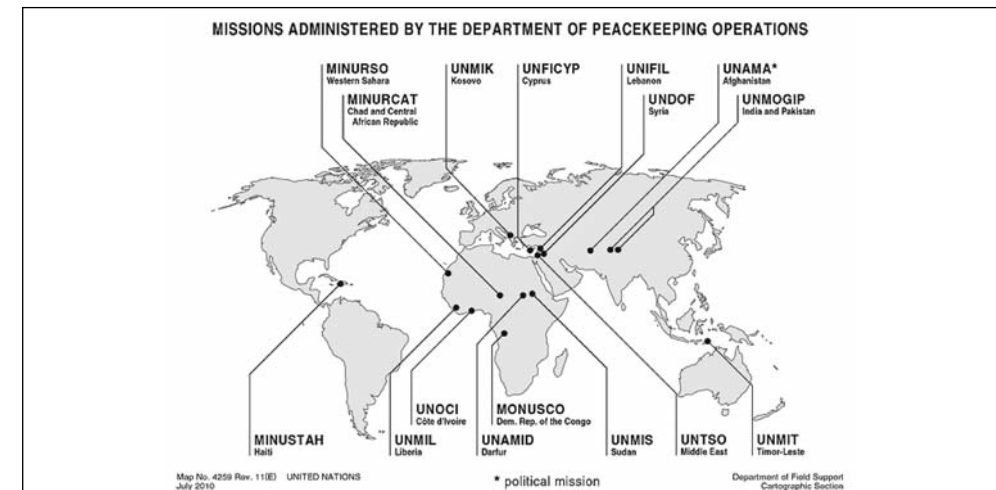 MISSIONS ADMINISTERED BY THE DEPARTMENT OF PEACEKEEPING OPERATIONS
MINURSO
Western Sahara
UNMIK
Kosovo
UNFICYP
Cyprus
UNIFIL
Lebanon
UNAMA*
Afghanistan
MINURCAT
Chad and Central
African Republic
UNDOF
Syria
UNMOGIP
India and Pakistan
UNOCI
Côte d'Ivoire
MONUSCO
Dem. Rep. of the Congo
MINUSTAH
Haiti
UNMIL
Liberia
UNAMID
Darfur
UNMIS
Sudan
UNTSO
Middle East
UNMIT
Timor-Leste
Map No. 4259 Rev. 11(E) UNITED NATIONS
July 2010
* political mission
Department of Field Support
Cartographic Section